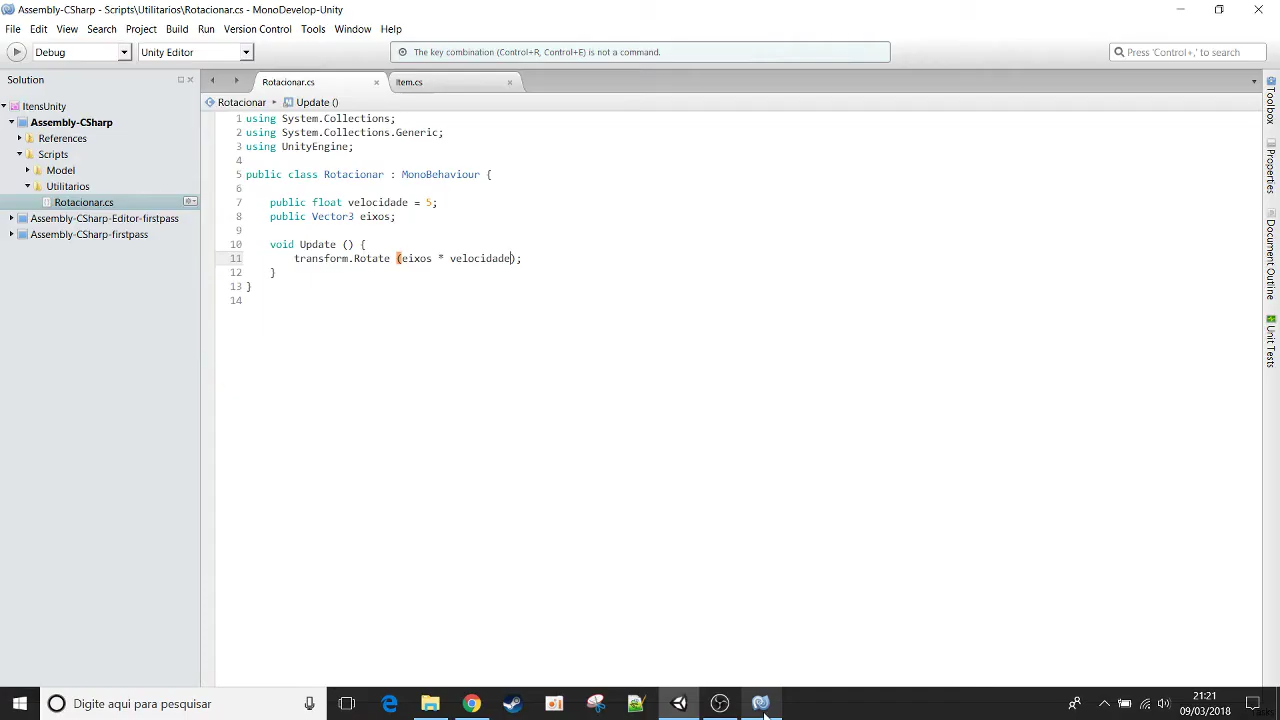 Assembly-CSharp - Scripts\Utilitarios\Rotacionar.cs - MonoDevelop-Unity
File Edit View Search Project Build Run Version Control Tools Window Help
Debug
Unity Editor
The key combination (Control+R, Control+E) is not a command.
Press 'Control+,' to search
Solution
ItensUnity
Assembly-CSharp
References
Scripts
Model
Utilitarios
Rotacionar.cs
Assembly-CSharp-Editor-firstpass
Assembly-CSharp-firstpass
Rotacionar.cs
Item.cs
Rotacionar
Update ()
1 using System.Collections;
2 using System.Collections.Generic;
3 using UnityEngine;
4
5 public class Rotacionar : MonoBehaviour {
6
7 public float velocidade = 5;
8 public Vector3 eixos;
9
10 void Update () {
11 transform.Rotate (eixos * velocidade);
12 }
13 }
14
Toolbox
Properties
Document Outline
Unit Tests
Digite aqui para pesquisar
21:21
09/03/2018
Tasks